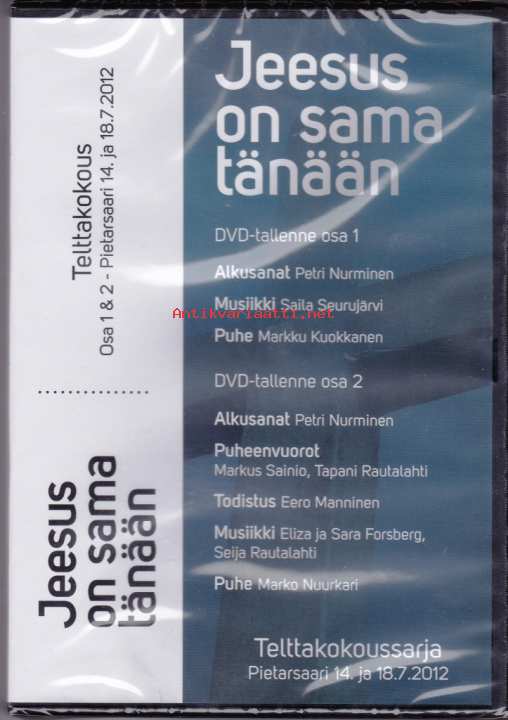 Telttakokous
Osa 1 & 2 - Pietarsaari 14. ja 18.7.2012
Jeesus
on sama
tänään
Jeesus
on sama
tänään
DVD-tallenne osa 1
Alkusanat Petri Nurminen
Musiikki Saila Seurujärvi
Antikvariaatti.net
Puhe Markku Kuokkanen
DVD-tallenne osa 2
Alkusanat Petri Nurminen
Puheenvuorot
Markus Sainio, Tapani Rautalahti
Todistus Eero Manninen
Musiikki Eliza ja Sara Forsberg,
Seija Rautalahti
Puhe Marko Nuurkari
Telttakokoussarja
Pietarsaari 14. ja 18.7.2012